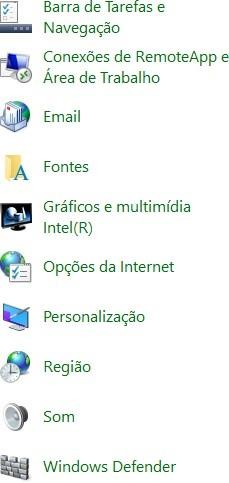 Barra de Tarefas e
Navegação
Conexões de RemoteApp e
Área de Trabalho
Email
Fontes
Gráficos e multimídia
Intel(R)
Opções da Internet
Personalização
Região
Som
Windows Defender